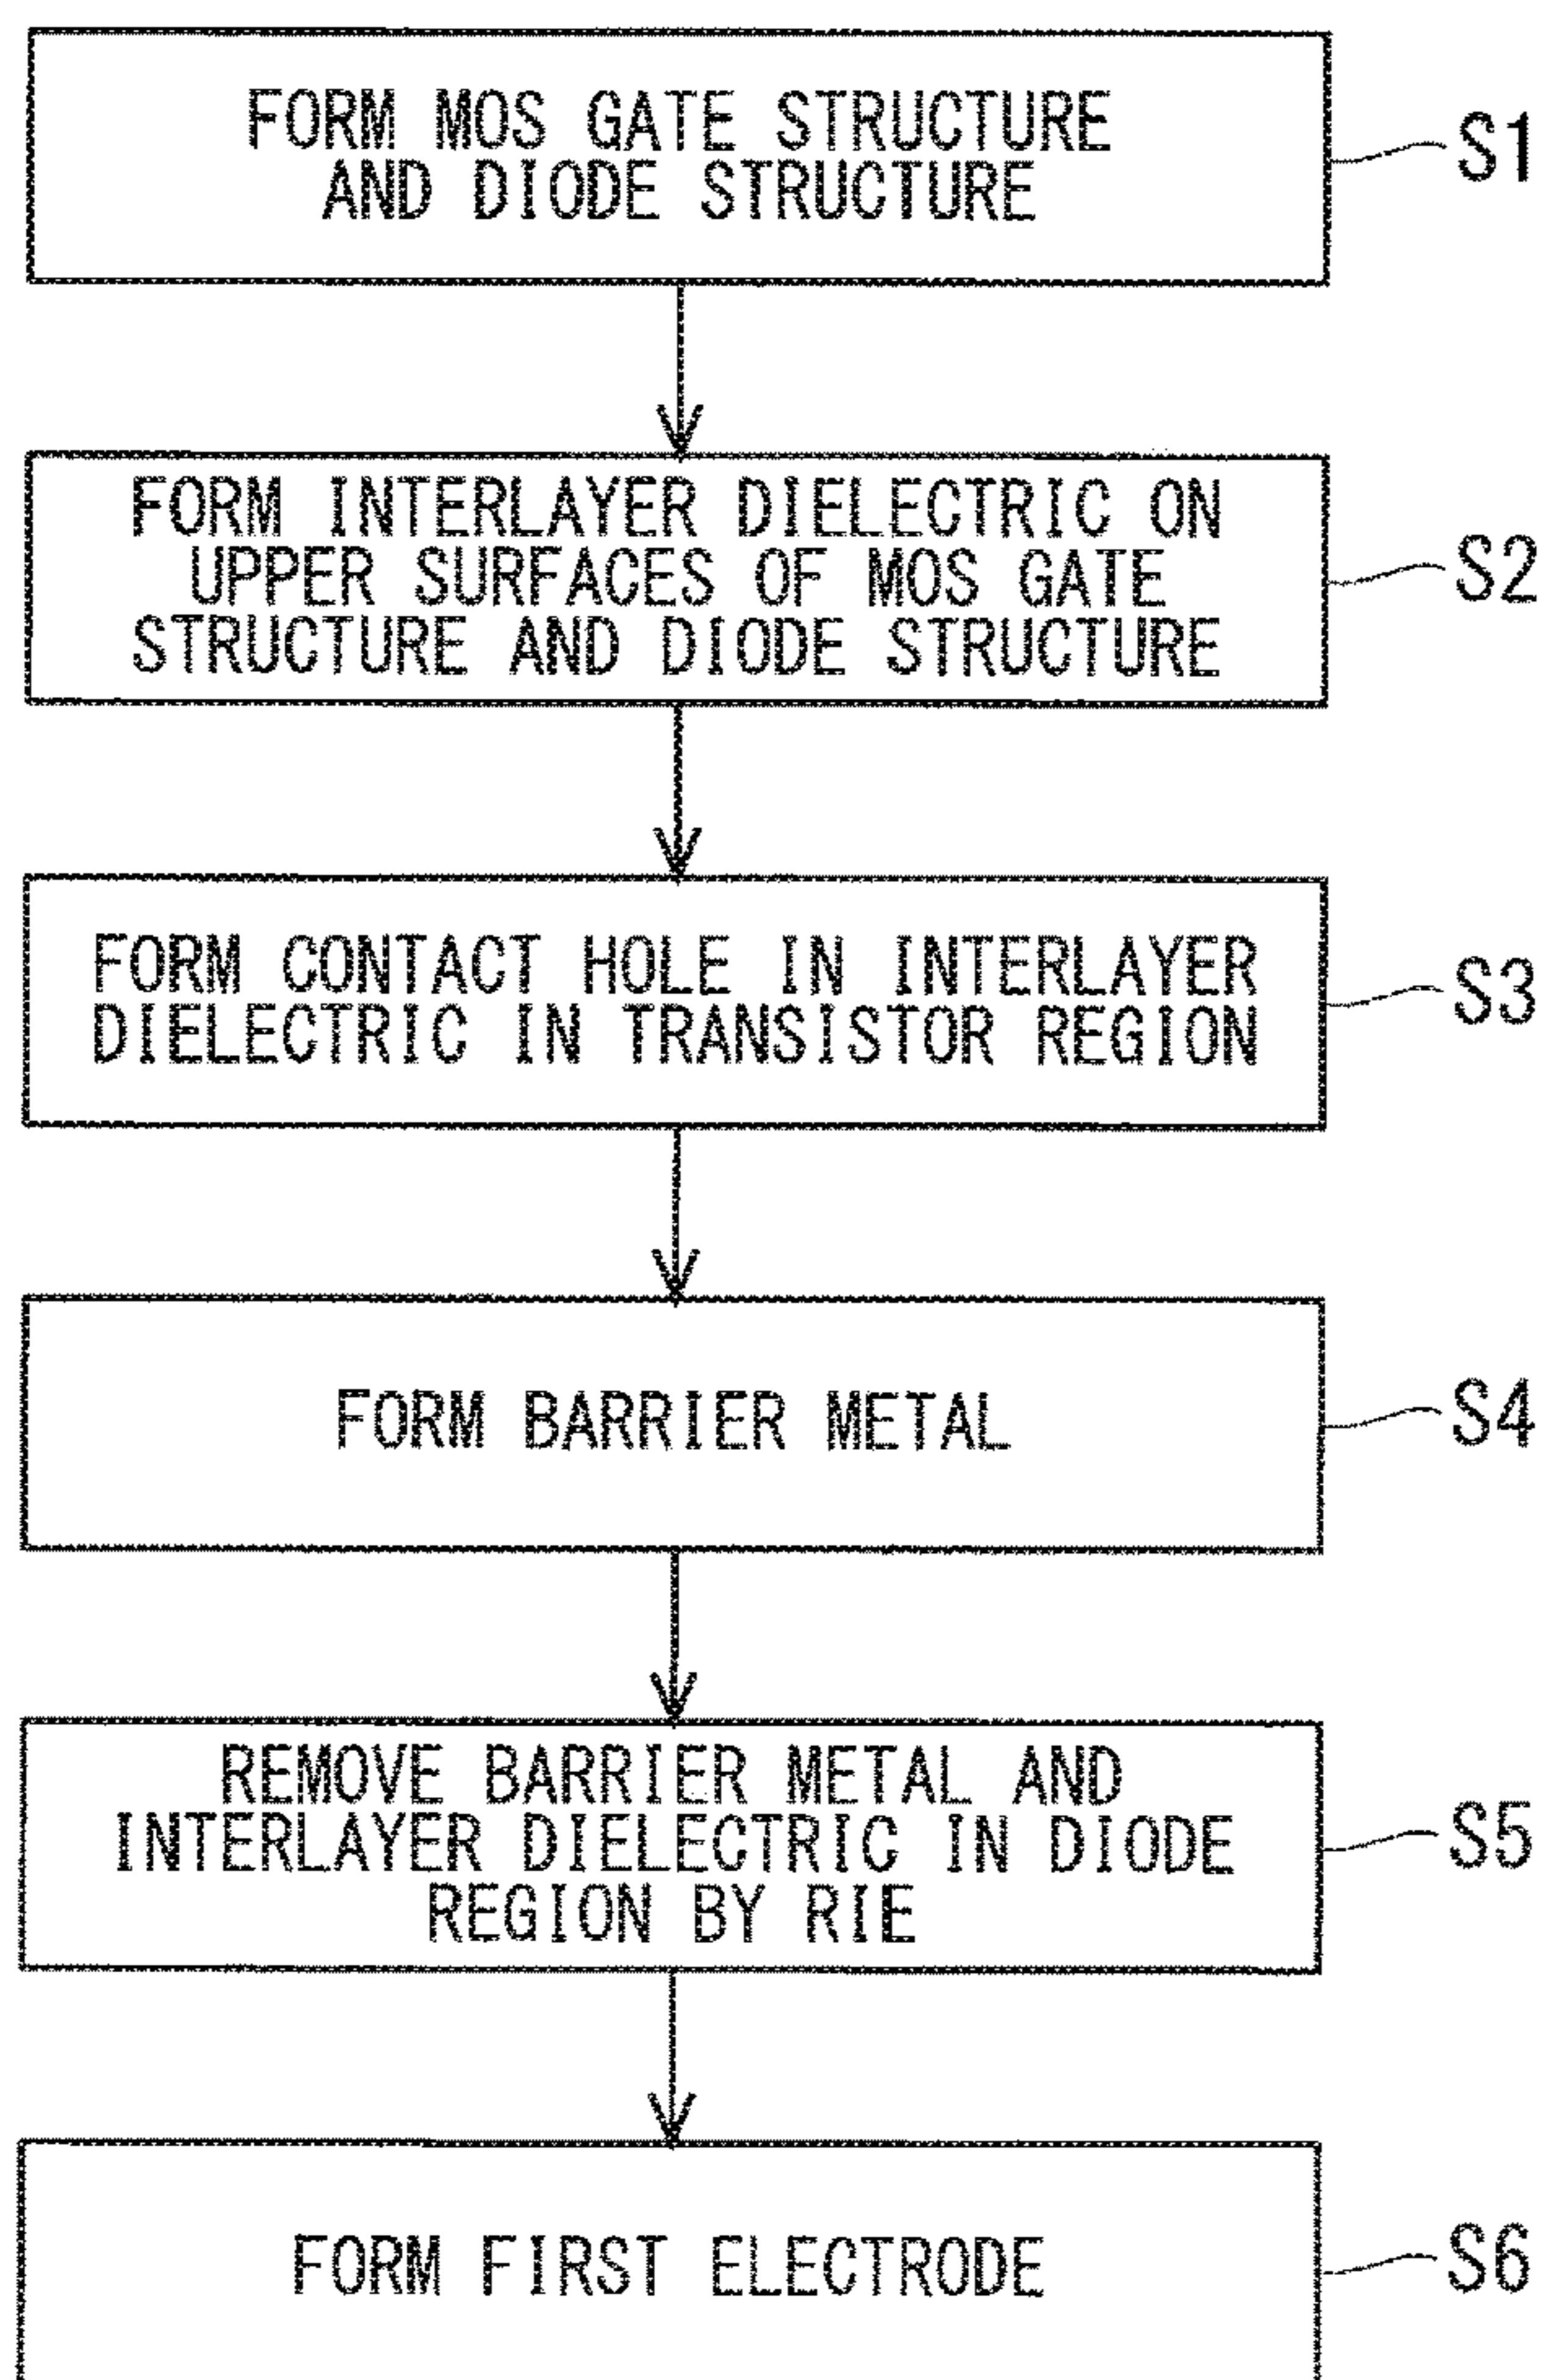 FORM MOS GATE STRUCTURE
AND DIODE STRUCTURE
S1
FORM INTERLAYER DIELECTRIC ON
UPPER SURFACES OF MOS GATE
STRUCTURE AND DIODE STRUCTURE
S2
FORM CONTACT HOLE IN INTERLAYER
DIELECTRIC IN TRANSISTOR REGION
S3
FORM BARRIER METAL
S4
REMOVE BARRIER METAL AND
INTERLAYER DIELECTRIC IN DIODE
REGION BY RIE
S5
FORM FIRST ELECTRODE
S6